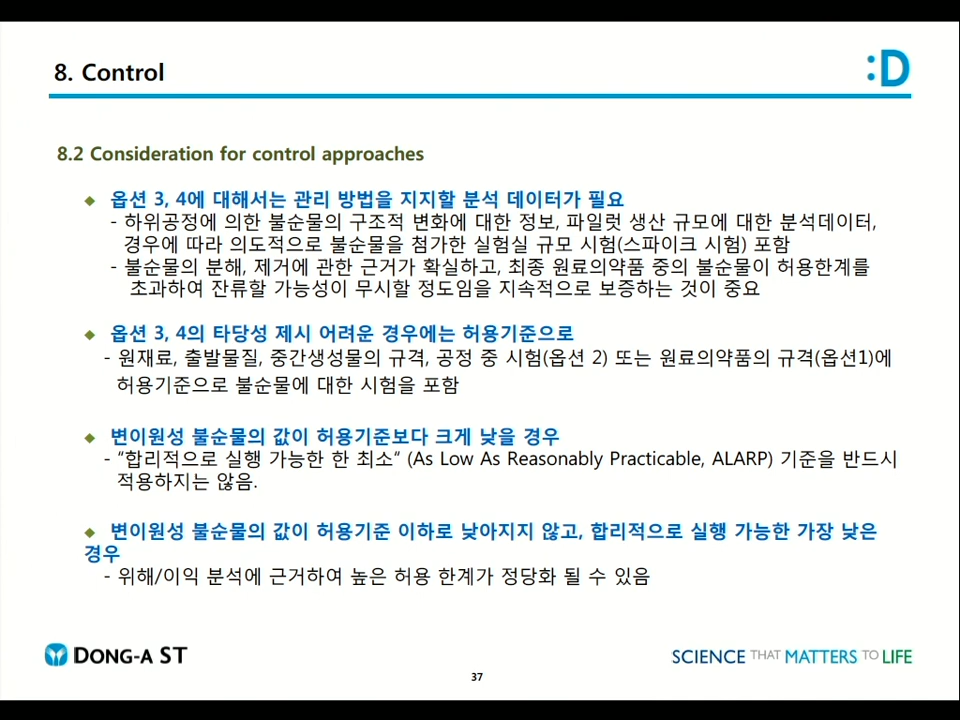 8. Control
:D
8.2 Consideration for control approaches
◆ 옵션 3, 4에 대해서는 관리 방법을 지지할 분석 데이터가 필요
- 하위공정에 의한 불순물의 구조적 변화에 대한 정보, 파일럿 생산 규모에 대한 분석데이터,
경우에 따라 의도적으로 불순물을 첨가한 실험실 규모 시험(스파이크 시험) 포함
- 불순물의 분해, 제거에 관한 근거가 확실하고, 최종 원료의약품 중의 불순물이 허용한계를
초과하여 잔류할 가능성이 무시할 정도임을 지속적으로 보증하는 것이 중요
◆ 옵션 3, 4의 타당성 제시 어려운 경우에는 허용기준으로
- 원재료, 출발물질, 중간생성물의 규격, 공정 중 시험(옵션 2) 또는 원료의약품의 규격(옵션1)에
허용기준으로 불순물에 대한 시험을 포함
◆ 변이원성 불순물의 값이 허용기준보다 크게 낮을 경우
- “합리적으로 실행 가능한 한 최소“ (As Low As Reasonably Practicable, ALARP) 기준을 반드시
적용하지는 않음.
◆ 변이원성 불순물의 값이 허용기준 이하로 낮아지지 않고, 합리적으로 실행 가능한 가장 낮은
경우
- 위해/이익 분석에 근거하여 높은 허용 한계가 정당화 될 수 있음
DONG-A ST
SCIENCE THAT MATTERS TO LIFE
37